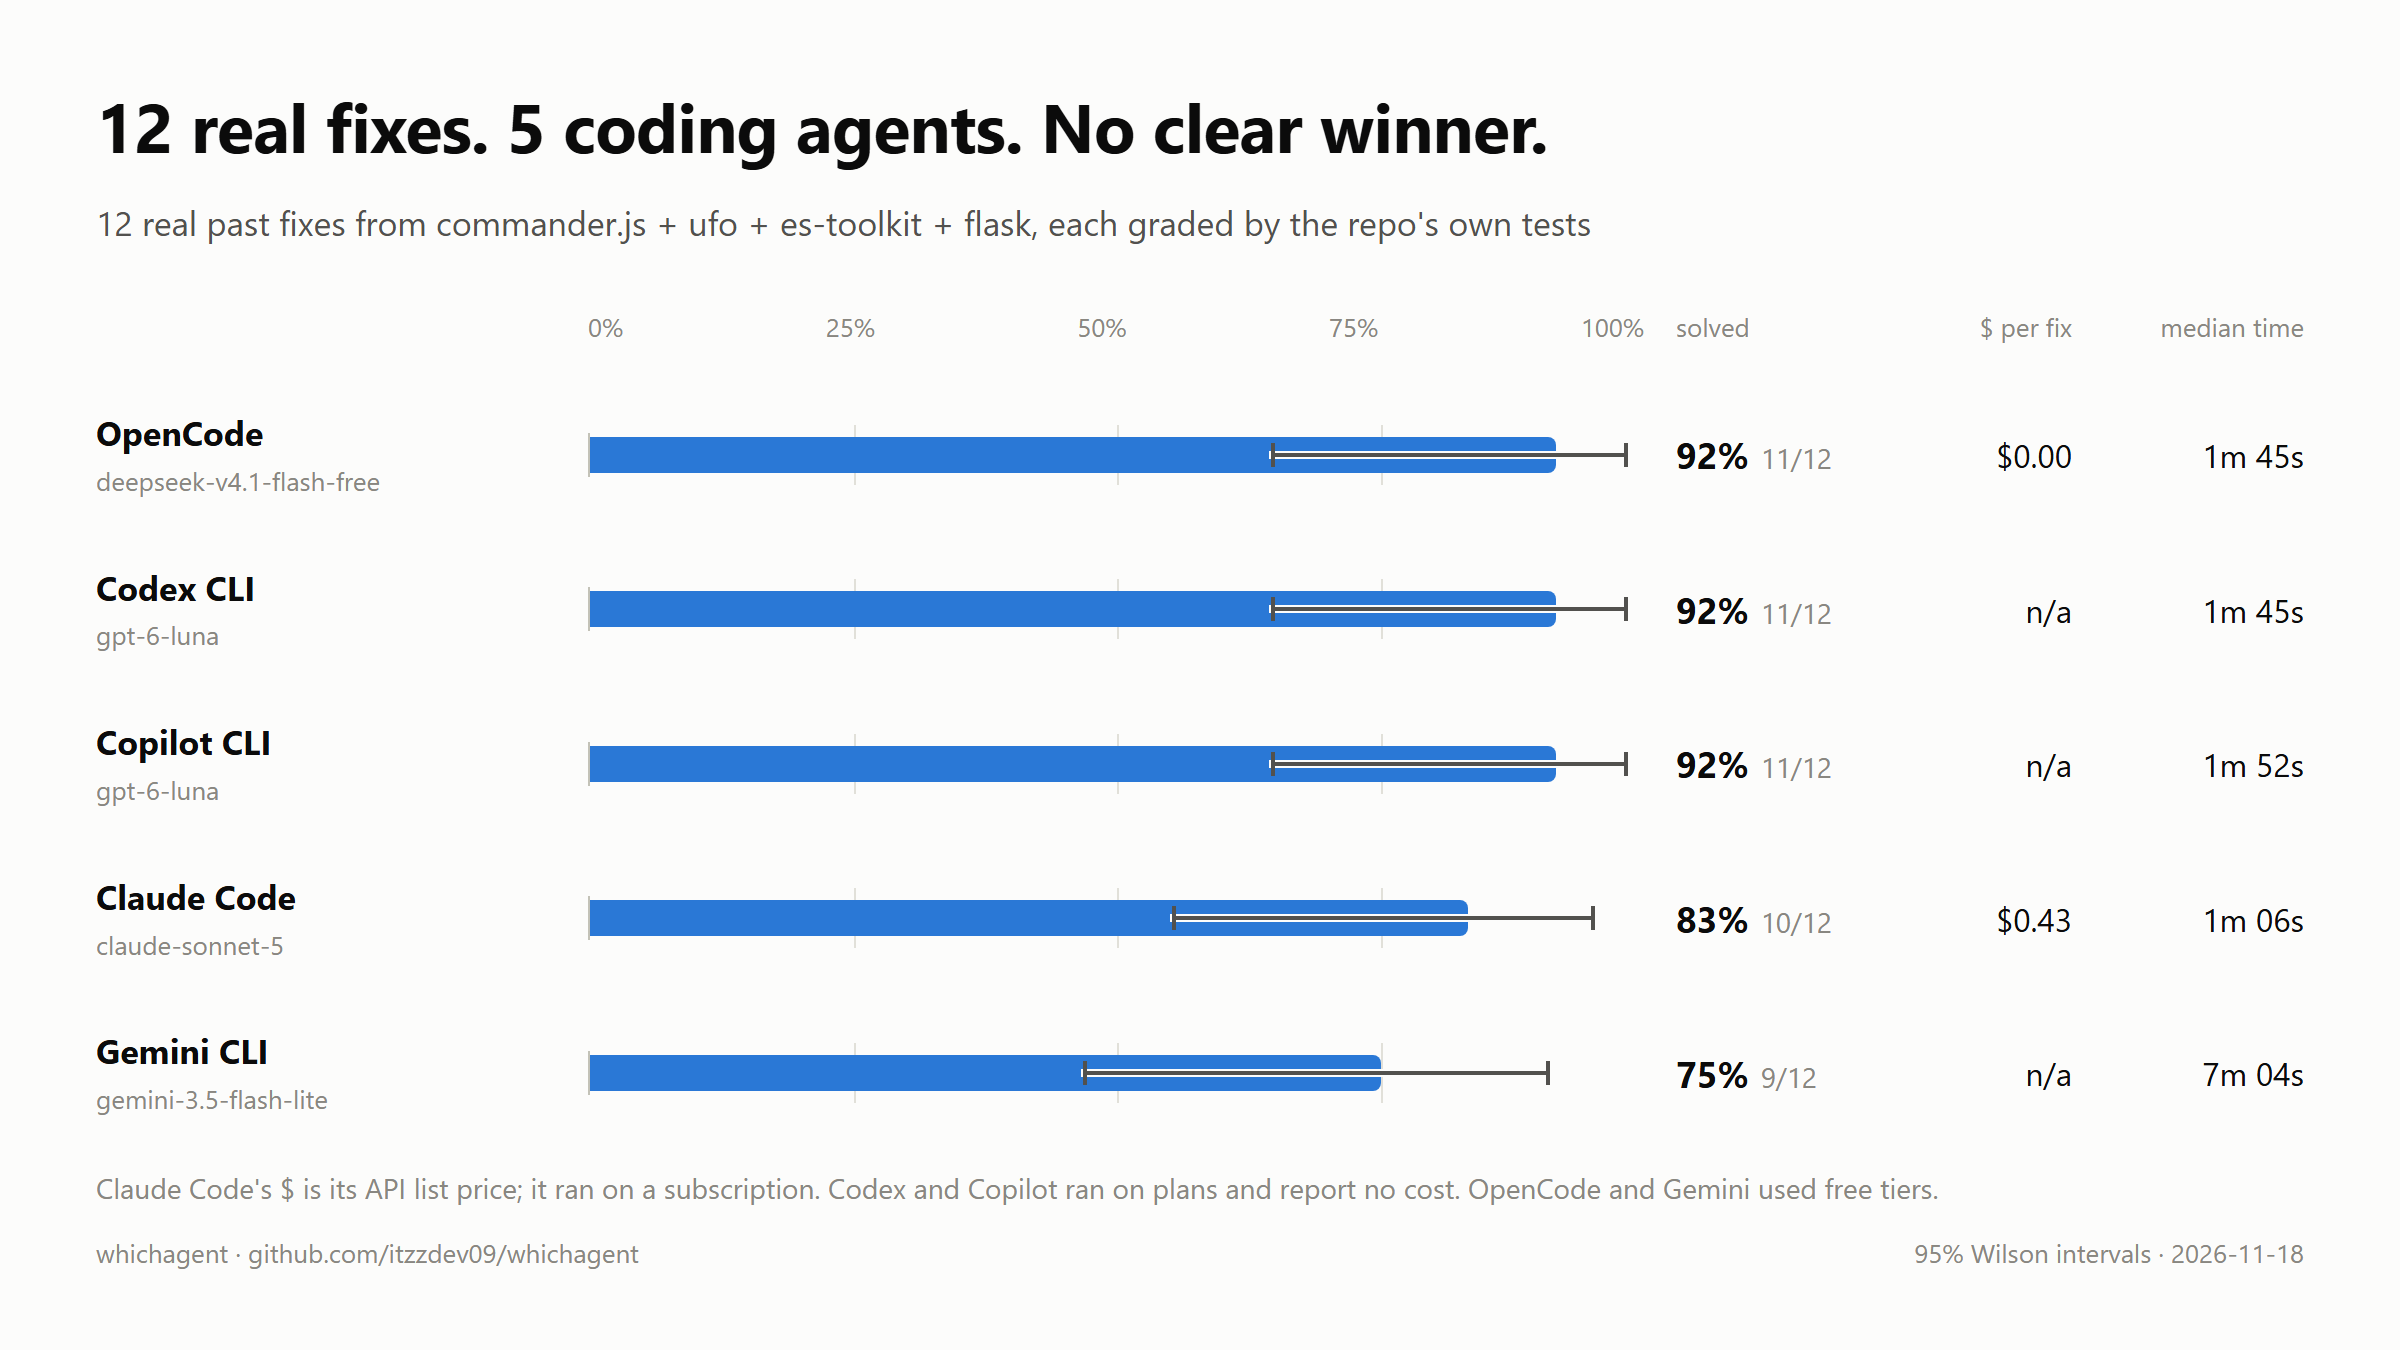 12 real fixes. 5 coding agents. No clear winner.
12 real past fixes from commander.js + ufo + es-toolkit + flask, each graded by the repo's own tests
0% 25% 50% 75% 100% solved $ per fix median time
OpenCode
deepseek-v4.1-flash-free
92% 11/12 $0.00 1m 45s
Codex CLI
gpt-6-luna
92% 11/12 n/a 1m 45s
Copilot CLI
gpt-6-luna
92% 11/12 n/a 1m 52s
Claude Code
claude-sonnet-5
83% 10/12 $0.43 1m 06s
Gemini CLI
gemini-3.5-flash-lite
75% 9/12 n/a 7m 04s
Claude Code's $ is its API list price; it ran on a subscription. Codex and Copilot ran on plans and report no cost. OpenCode and Gemini used free tiers.
whichagent · github.com/itzzdev09/whichagent
95% Wilson intervals · 2026-11-18